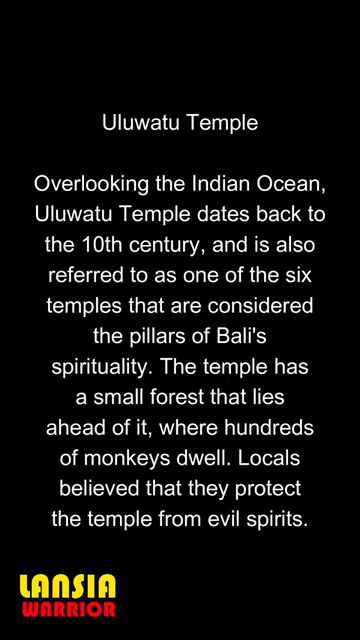 Uluwatu Temple
Overlooking the Indian Ocean,
Uluwatu Temple dates back to
the 10th century, and is also
referred to as one of the six
temples that are considered
the pillars of Bali's
spirituality. The temple has
a small forest that lies
ahead of it, where hundreds
of monkeys dwell. Locals
believed that they protect
the temple from evil spirits.
LANSIA
WARRIOR